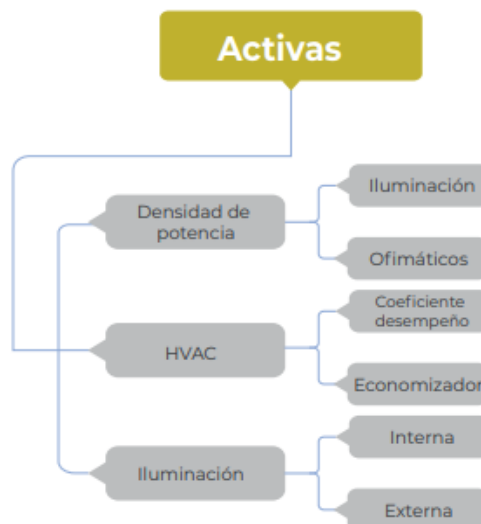 Activas
Iluminación
Densidad de
potencia
Ofimáticos
Coeficiente
desempeño
HVAC
Economizador
Interna
Iluminación
Externa